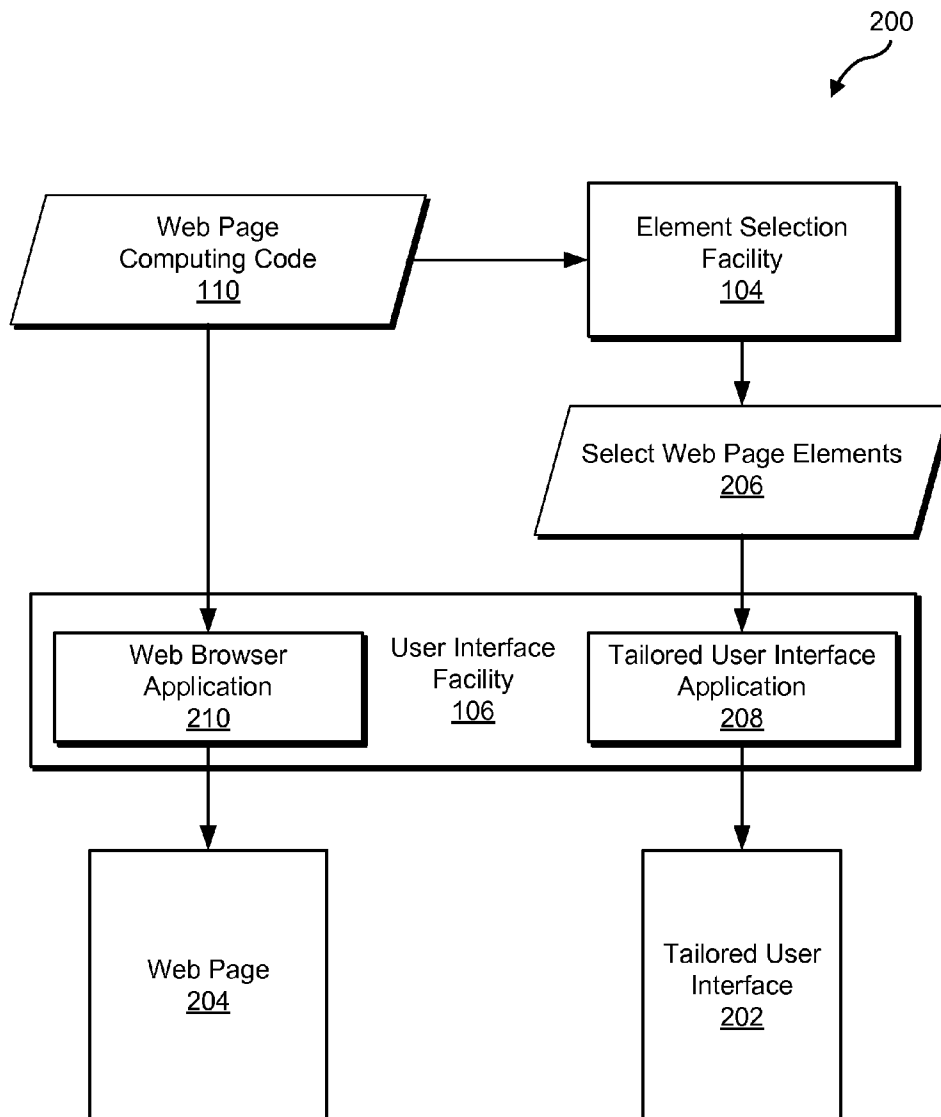 200
Web Page
Computing Code
110
Element Selection
Facility
104
Select Web Page Elements
206
User Interface
Facility
106
Web Browser
Application
210
Tailored User Interface
Application
208
Web Page
204
Tailored User
Interface
202